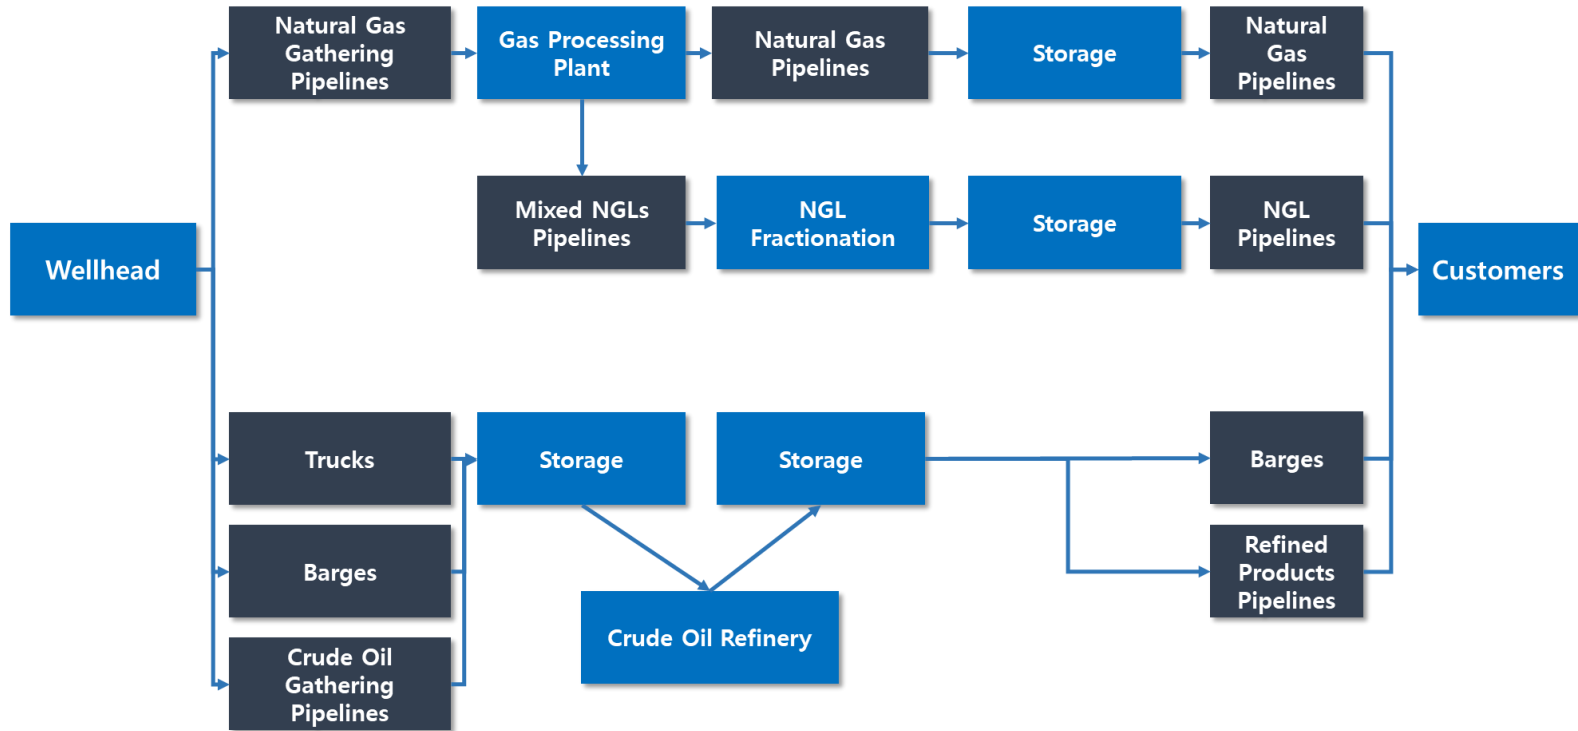 Natural Gas
Gathering
Pipelines
Gas Processing
Plant
Natural Gas
Pipelines
Storage
Natural
Gas
Pipelines
Mixed NGLs
Pipelines
NGL
Fractionation
Storage
NGL
Pipelines
Wellhead
Customers
Trucks
Storage
Storage
Barges
Barges
Refined
Products
Pipelines
Crude Oil Refinery
Crude Oil
Gathering
Pipelines